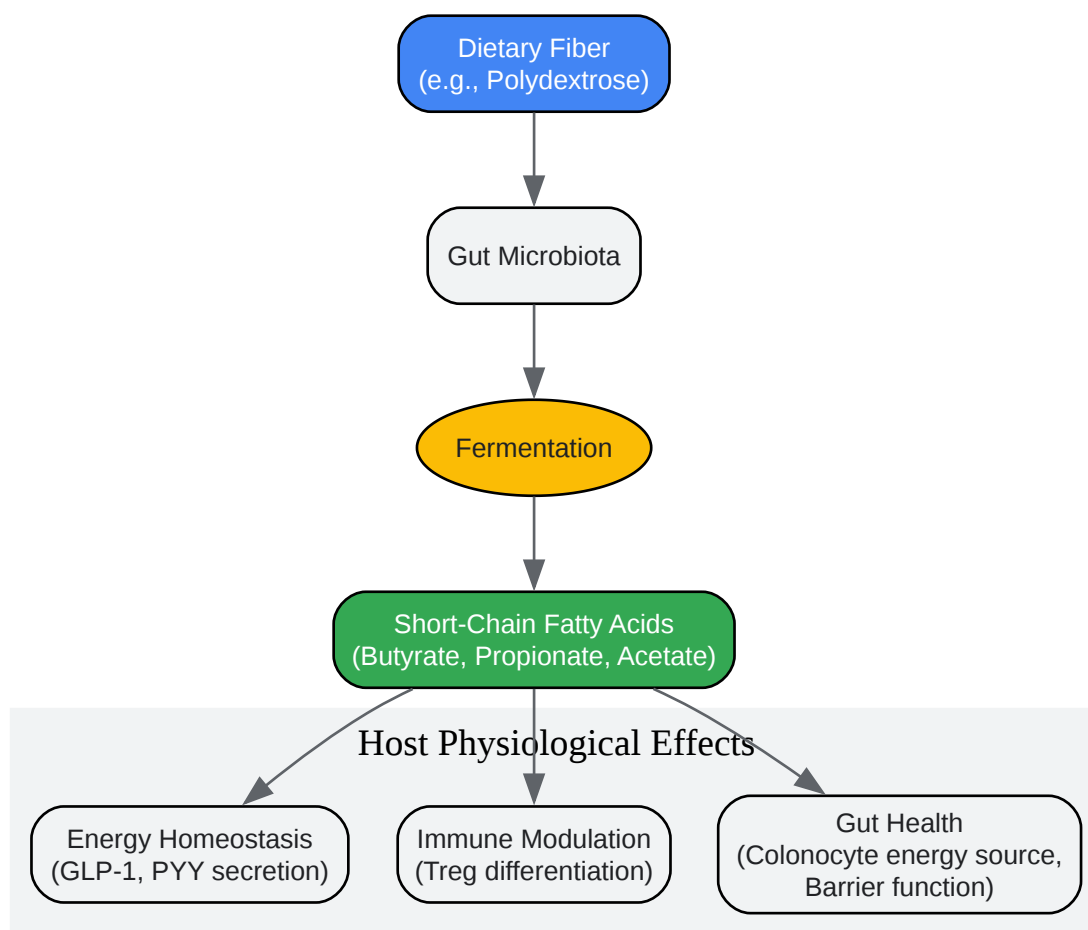 Dietary Fiber
(e.g., Polydextrose)
Gut Microbiota
Fermentation
Short-Chain Fatty Acids
(Butyrate, Propionate, Acetate)
Host Physiological Effects
Energy Homeostasis
(GLP-1, PYY secretion)
Immune Modulation
(Treg differentiation)
Gut Health
(Colonocyte energy source,
Barrier function)